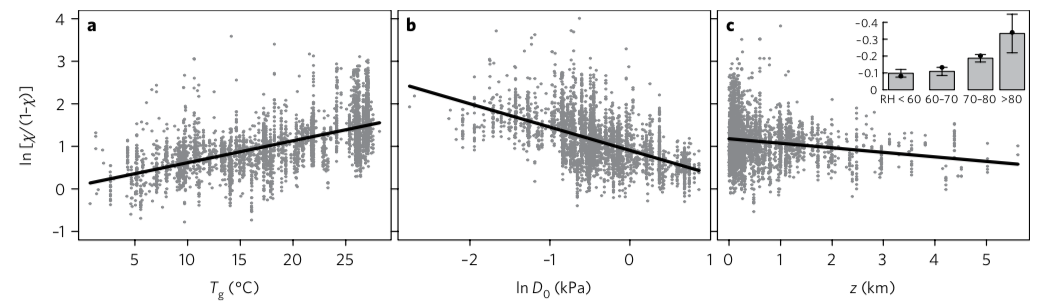 a
b
c
4
3
2
1
0
−1
ln [χ/(1−χ)]
5 10 15 20 25
Tg (°C)
−2 −1 0 1
ln D0 (kPa)
0 1 2 3 4 5
z (km)
−0.4
−0.3
−0.2
−0.1
0
RH < 60 60−70 70−80 >80